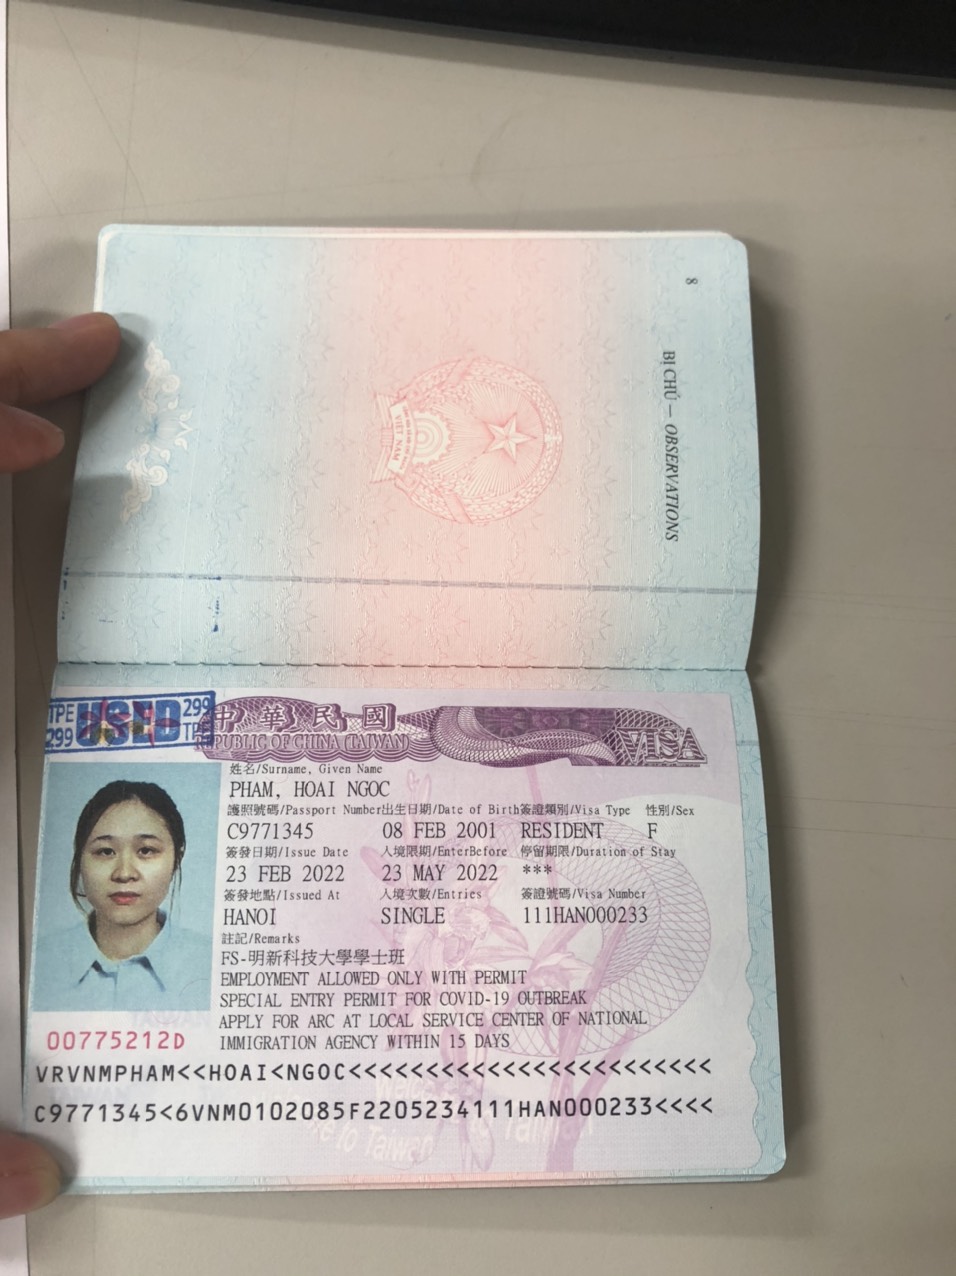 8
BỊ CHÚ – OBSERVATIONS
VIỆT NAM
TPE USED 299
299 TP
中華民國
REPUBLIC OF CHINA (TAIWAN)
VISA
姓名/Surname, Given Name
PHAM, HOAI NGOC
護照號碼/Passport Number 出生日期/Date of Birth 簽證類別/Visa Type 性別/Sex
C9771345 08 FEB 2001 RESIDENT F
簽發日期/Issue Date 入境限期/EnterBefore 停留期限/Duration of Stay
23 FEB 2022 23 MAY 2022 ***
簽發地點/Issued At 入境次數/Entries 簽證號碼/Visa Number
HANOI SINGLE 111HAN000233
註記/Remarks
FS-明新科技大學學士班
EMPLOYMENT ALLOWED ONLY WITH PERMIT
SPECIAL ENTRY PERMIT FOR COVID-19 OUTBREAK
APPLY FOR ARC AT LOCAL SERVICE CENTER OF NATIONAL
00775212D
IMMIGRATION AGENCY WITHIN 15 DAYS
VRVNMPHAM<<HOAI<NGOC<<<<<<<<<<<<<<<<<<<<<<<<
C9771345<6VNM0102085F2205234111HAN000233<<<<
to Taiwan